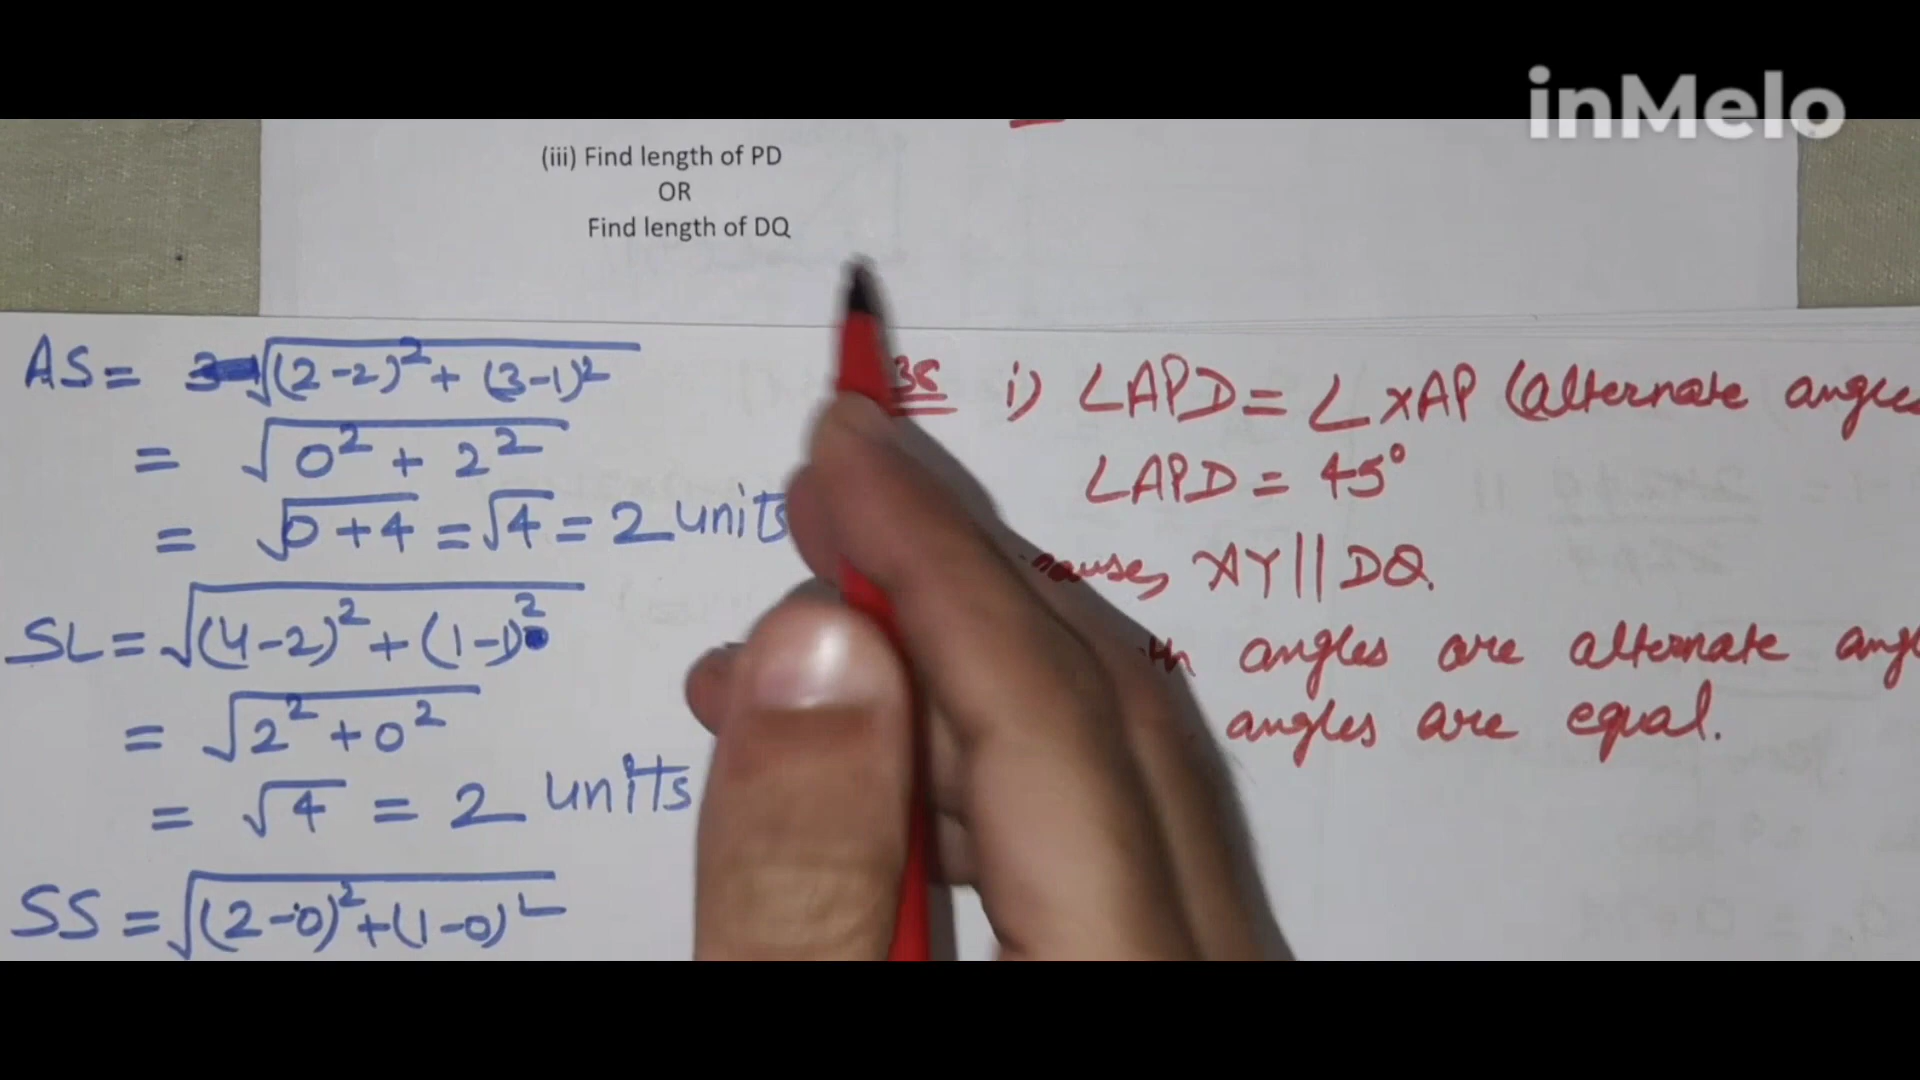 inMelo
(iii) Find length of PD
OR
Find length of DQ
AS = √(2-2)² + (3-1)²
= √0² + 2²
= √0+4 = √4 = 2 units
SL = √(4-2)² + (1-1)²
= √2² + 0²
= √4 = 2 units
SS = √(2-0)² + (1-0)²
38 i) ∠APD = ∠XAP (alternate angles
∠APD = 45°
XY || DQ.
angles are alternate
angles are equal.